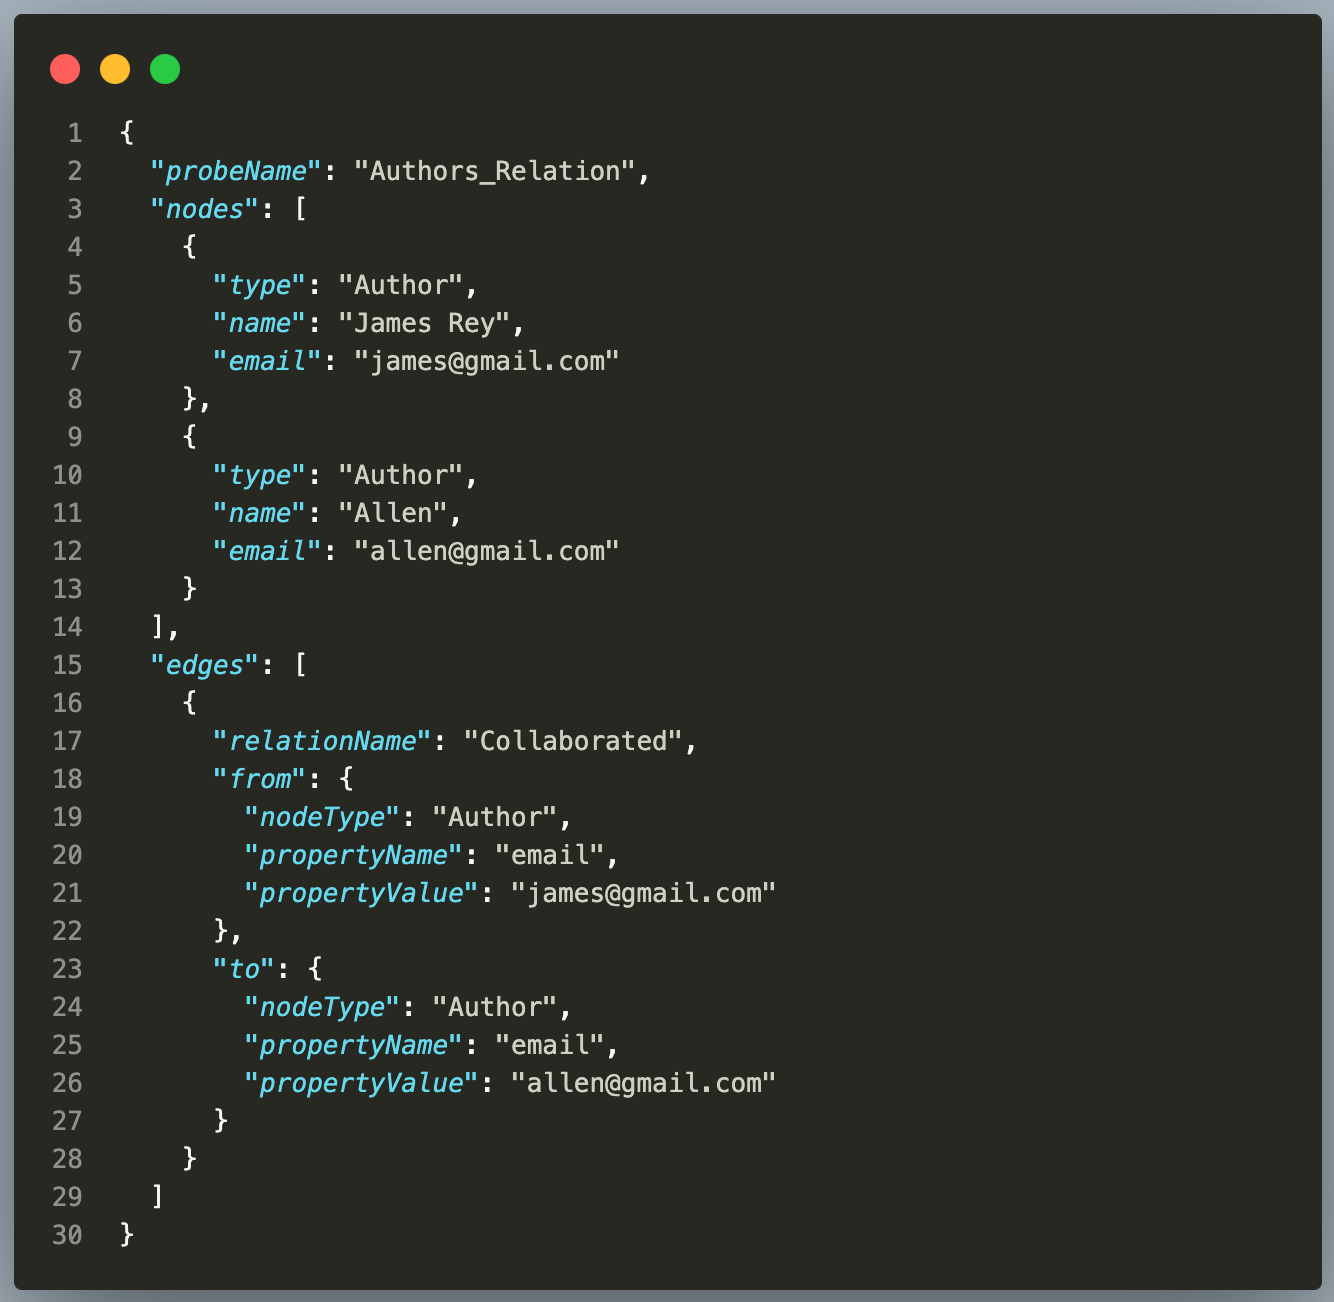 1 {
2   "probeName": "Authors_Relation",
3   "nodes": [
4     {
5       "type": "Author",
6       "name": "James Rey",
7       "email": "james@gmail.com"
8     },
9     {
10       "type": "Author",
11       "name": "Allen",
12       "email": "allen@gmail.com"
13     }
14   ],
15   "edges": [
16     {
17       "relationName": "Collaborated",
18       "from": {
19         "nodeType": "Author",
20         "propertyName": "email",
21         "propertyValue": "james@gmail.com"
22       },
23       "to": {
24         "nodeType": "Author",
25         "propertyName": "email",
26         "propertyValue": "allen@gmail.com"
27       }
28     }
29   ]
30 }